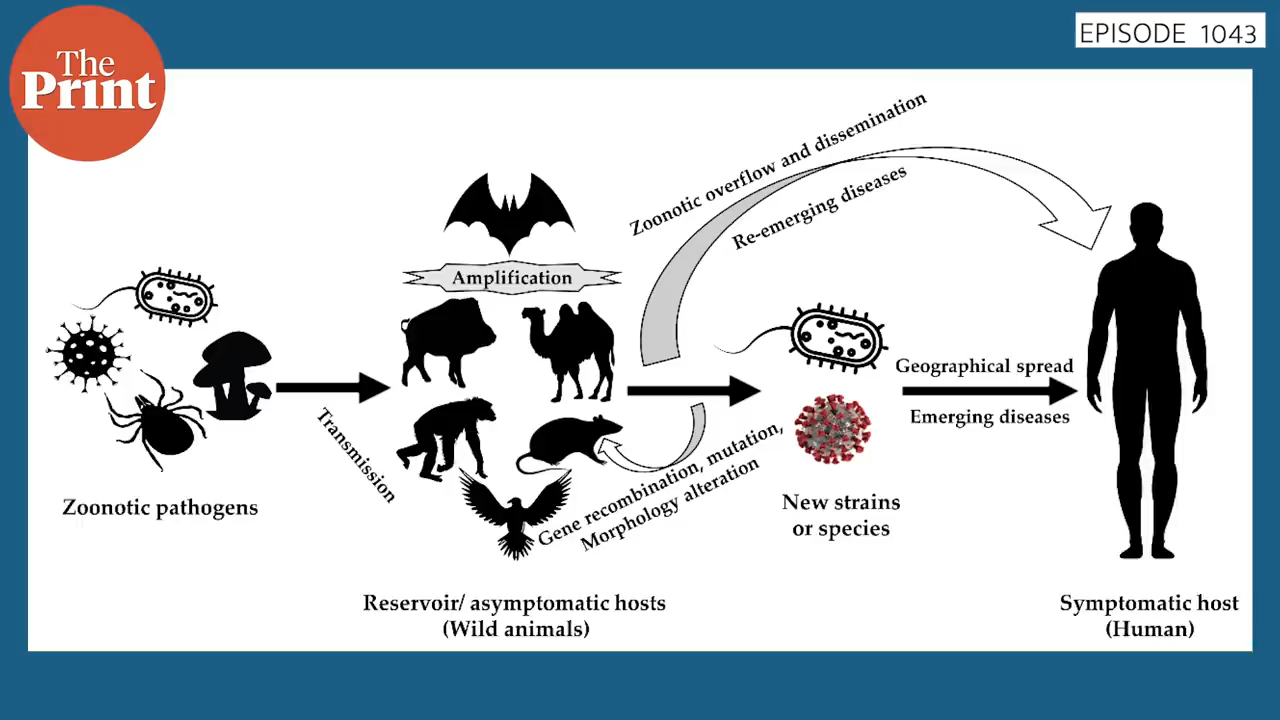 The
Print
EPISODE 1043
Zoonotic overflow and dissemination
Re-emerging diseases
Amplification
Geographical spread
Emerging diseases
Transmission
Gene recombination, mutation,
Morphology alteration
Zoonotic pathogens
New strains
or species
Reservoir/ asymptomatic hosts
(Wild animals)
Symptomatic host
(Human)